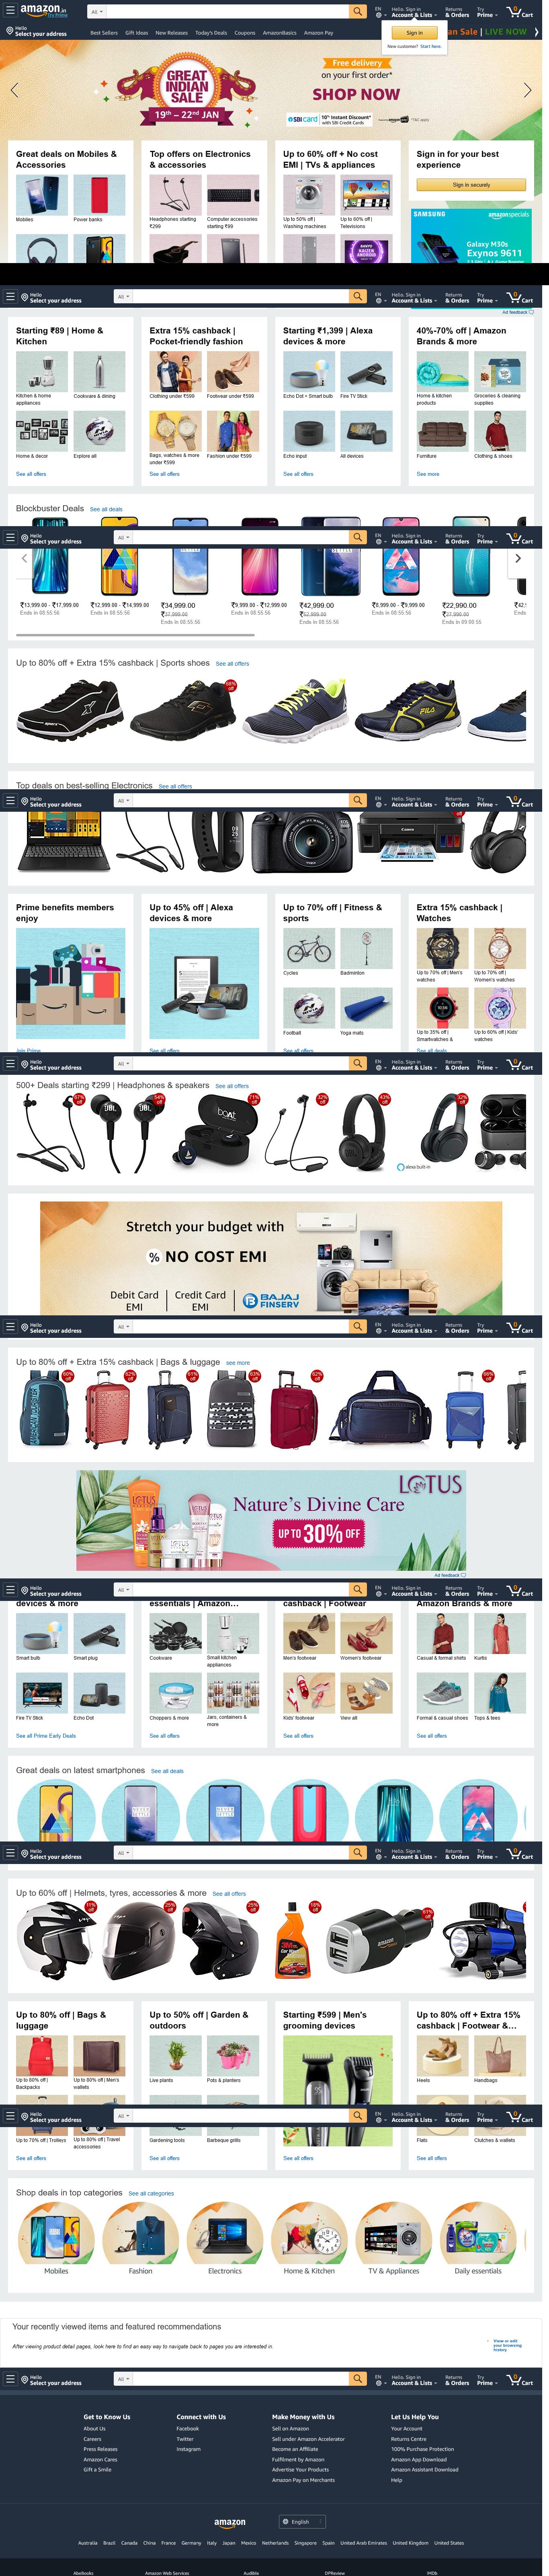 amazon.in
Try Prime
All
EN
Hello, Sign in
Account & Lists
Returns
& Orders
Try
Prime
0
Cart
Hello
Select your address
Best Sellers
Gift Ideas
New Releases
Today's Deals
Coupons
AmazonBasics
Amazon Pay
an Sale | LIVE NOW
Sign in
New customer? Start here.
GREAT
INDIAN
SALE
19th – 22nd JAN
Free delivery
on your first order*
SHOP NOW
SBI card
10% Instant Discount*
with SBI Credit Cards
*T&C apply
Great deals on Mobiles &
Accessories
Mobiles
Power banks
Top offers on Electronics
& accessories
Headphones starting
₹299
Computer accessories
starting ₹99
Up to 60% off + No cost
EMI | TVs & appliances
Up to 50% off |
Washing machines
Up to 60% off |
Televisions
Sign in for your best
experience
Sign in securely
SAMSUNG
amazonspecials
Galaxy M30s
Exynos 9611
Hello
Select your address
All
EN
Hello, Sign in
Account & Lists
Returns
& Orders
Try
Prime
0
Cart
Ad feedback
Starting ₹89 | Home &
Kitchen
Kitchen & home
appliances
Cookware & dining
Home & decor
Explore all
See all offers
Extra 15% cashback |
Pocket-friendly fashion
Clothing under ₹599
Footwear under ₹599
Bags, watches & more
under ₹599
Fashion under ₹599
See all offers
Starting ₹1,399 | Alexa
devices & more
Echo Dot + Smart bulb
Fire TV Stick
Echo input
All devices
See all offers
40%-70% off | Amazon
Brands & more
Home & kitchen
products
Groceries & cleaning
supplies
Furniture
Clothing & shoes
See more
Blockbuster Deals
See all deals
Hello
Select your address
All
EN
Hello, Sign in
Account & Lists
Returns
& Orders
Try
Prime
0
Cart
₹13,999.00 - ₹17,999.00
Ends in 08:55:56
₹12,999.00 - ₹14,999.00
Ends in 08:55:56
₹34,999.00
₹37,999.00
Ends in 08:55:56
₹9,999.00 - ₹12,999.00
Ends in 08:55:56
₹42,999.00
Ends in 08:55:56
₹8,999.00 - ₹9,999.00
Ends in 08:55:56
₹22,990.00
₹27,990.00
₹42,
Ends
Up to 80% off + Extra 15% cashback | Sports shoes
See all offers
68%
off
FILA
Top deals on best-selling Electronics
See all offers
Hello
Select your address
All
EN
Hello, Sign in
Account & Lists
Returns
& Orders
Try
Prime
0
Cart
Canon
Prime benefits members
enjoy
Join Prime
Up to 45% off | Alexa
devices & more
See all offers
Up to 70% off | Fitness &
sports
Cycles
Badminton
Football
Yoga mats
See all offers
Extra 15% cashback |
Watches
Up to 70% off | Men's
watches
Up to 70% off |
Women's watches
Up to 35% off |
Smartwatches &
Up to 60% off | Kids'
watches
See all deals
Hello
Select your address
All
EN
Hello, Sign in
Account & Lists
Returns
& Orders
Try
Prime
0
Cart
500+ Deals starting ₹299 | Headphones & speakers
See all offers
57%
off
54%
off
71%
off
32%
off
43%
off
32%
off
JBL
JBL
boAt
alexa built-in
Stretch your budget with
% NO COST EMI
Debit Card
EMI
Credit Card
EMI
BAJAJ
FINSERV
Hello
Select your address
All
EN
Hello, Sign in
Account & Lists
Returns
& Orders
Try
Prime
0
Cart
Up to 80% off + Extra 15% cashback | Bags & luggage
see more
LOTUS
Nature's Divine Care
UP TO 30% OFF
Ad feedback
Hello
Select your address
All
EN
Hello, Sign in
Account & Lists
Returns
& Orders
Try
Prime
0
Cart
devices & more
Smart bulb
Smart plug
Fire TV Stick
Echo Dot
See all Prime Early Deals
essentials | Amazon...
Cookware
Small kitchen
appliances
Choppers & more
Jars, containers &
more
See all offers
cashback | Footwear
Men's footwear
Women's footwear
Kids' footwear
View all
See all offers
Amazon Brands & more
Casual & formal shirts
Kurtis
Formal & casual shoes
Tops & tees
See all offers
Great deals on latest smartphones
See all deals
Hello
Select your address
All
EN
Hello, Sign in
Account & Lists
Returns
& Orders
Try
Prime
0
Cart
Up to 60% off | Helmets, tyres, accessories & more
See all offers
Up to 80% off | Bags &
luggage
Up to 80% off |
Backpacks
Up to 80% off | Men's
wallets
Up to 50% off | Garden &
outdoors
Live plants
Pots & planters
Starting ₹599 | Men's
grooming devices
Up to 80% off + Extra 15%
cashback | Footwear &...
Heels
Handbags
Hello
Select your address
All
EN
Hello, Sign in
Account & Lists
Returns
& Orders
Try
Prime
0
Cart
Up to 70% off | Trolleys
Up to 80% off | Travel
accessories
See all offers
Gardening tools
Barbeque grills
See all offers
See all offers
Flats
Clutches & wallets
See all offers
Shop deals in top categories
See all categories
Mobiles
Fashion
Electronics
Home & Kitchen
TV & Appliances
Daily essentials
Your recently viewed items and featured recommendations
After viewing product detail pages, look here to find an easy way to navigate back to pages you are interested in.
View or edit
your browsing
history
Hello
Select your address
All
EN
Hello, Sign in
Account & Lists
Returns
& Orders
Try
Prime
0
Cart
Get to Know Us
About Us
Careers
Press Releases
Amazon Cares
Gift a Smile
Connect with Us
Facebook
Twitter
Instagram
Make Money with Us
Sell on Amazon
Sell under Amazon Accelerator
Become an Affiliate
Fulfilment by Amazon
Advertise Your Products
Amazon Pay on Merchants
Let Us Help You
Your Account
Returns Centre
100% Purchase Protection
Amazon App Download
Amazon Assistant Download
Help
amazon
English
Australia Brazil Canada China France Germany Italy Japan Mexico Netherlands Singapore Spain United Arab Emirates United Kingdom United States
AbeBooks
Amazon Web Services
Audible
DPReview
IMDb